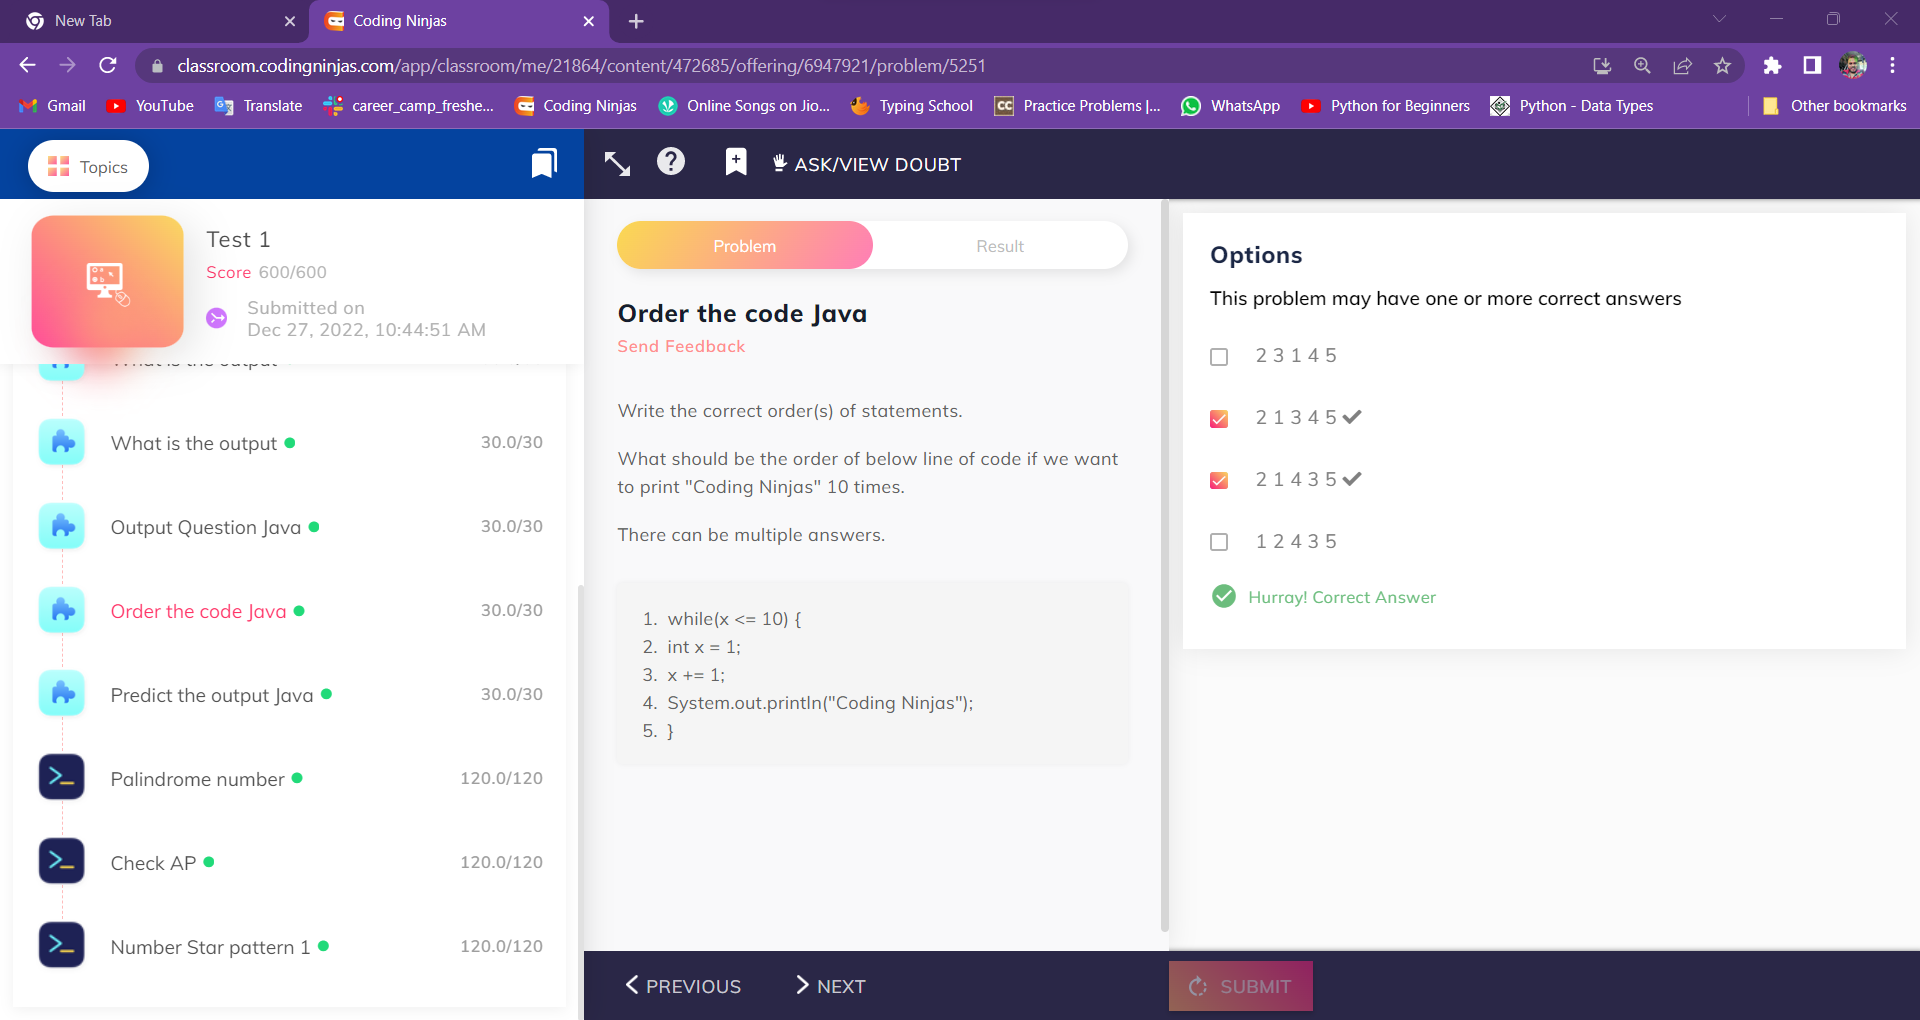 New Tab
Coding Ninjas
classroom.codingninjas.com/app/classroom/me/21864/content/472685/offering/6947921/problem/5251
Gmail
YouTube
Translate
career_camp_freshe...
Coding Ninjas
Online Songs on Jio...
Typing School
CC
Practice Problems |...
WhatsApp
Python for Beginners
Python - Data Types
Other bookmarks
Topics
ASK/VIEW DOUBT
Test 1
Score 600/600
Submitted on
Dec 27, 2022, 10:44:51 AM
What is the output
What is the output
30.0/30
Output Question Java
30.0/30
Order the code Java
30.0/30
Predict the output Java
30.0/30
Palindrome number
120.0/120
Check AP
120.0/120
Number Star pattern 1
120.0/120
Problem
Result
Order the code Java
Send Feedback
Write the correct order(s) of statements.
What should be the order of below line of code if we want
to print "Coding Ninjas" 10 times.
There can be multiple answers.
1. while(x <= 10) {
2. int x = 1;
3. x += 1;
4. System.out.println("Coding Ninjas");
5. }
Options
This problem may have one or more correct answers
2 3 1 4 5
2 1 3 4 5
2 1 4 3 5
1 2 4 3 5
Hurray! Correct Answer
PREVIOUS
NEXT
SUBMIT